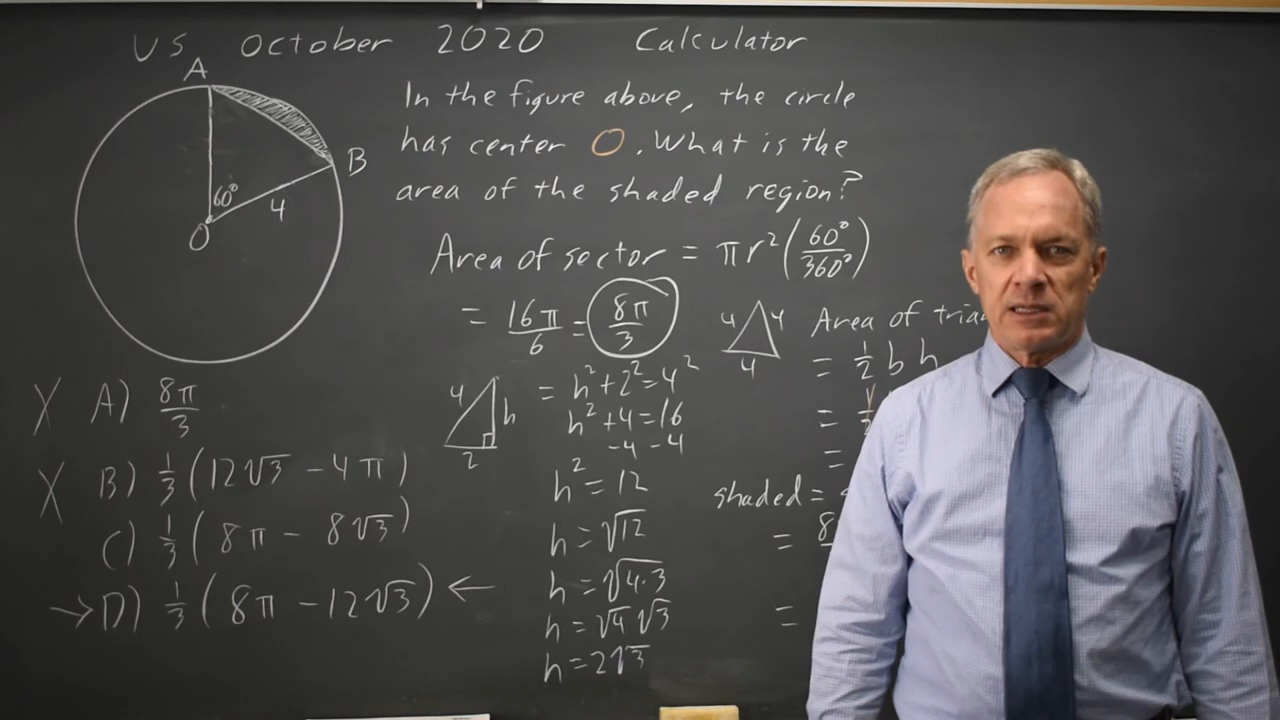 US October 2020 Calculator
A
B
60°
4
O
In the figure above, the circle
has center O. What is the
area of the shaded region?
Area of sector = πr²(60°/360°)
= 16π/6 = 8π/3
4 4
4
Area of
= 1/2 b h
=
=
4 h
2
= h²+2²=4²
h²+4=16
-4 -4
h²=12
h=√12
h=√4·3
h=√4√3
h=2√3
shaded =
=
=
X A) 8π/3
X B) 1/3(12√3 - 4π)
C) 1/3(8π - 8√3)
→ D) 1/3(8π - 12√3) ←